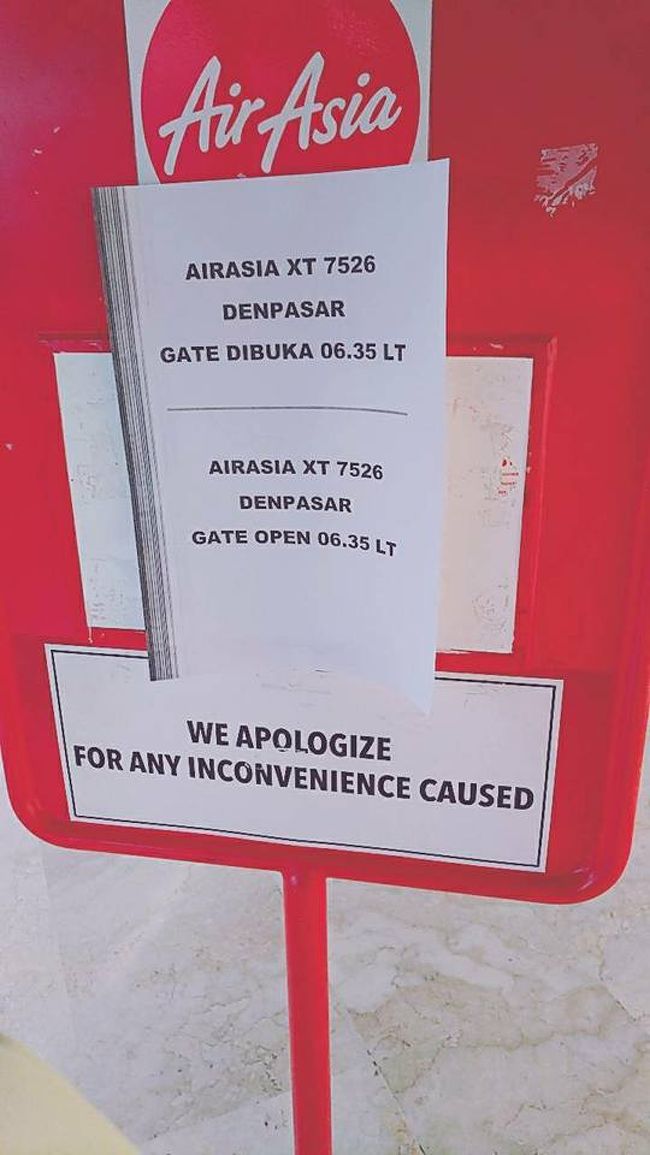 AirAsia
AIRASIA XT 7526
DENPASAR
GATE DIBUKA 06.35 LT
AIRASIA XT 7526
DENPASAR
GATE OPEN 06.35 LT
WE APOLOGIZE
FOR ANY INCONVENIENCE CAUSED